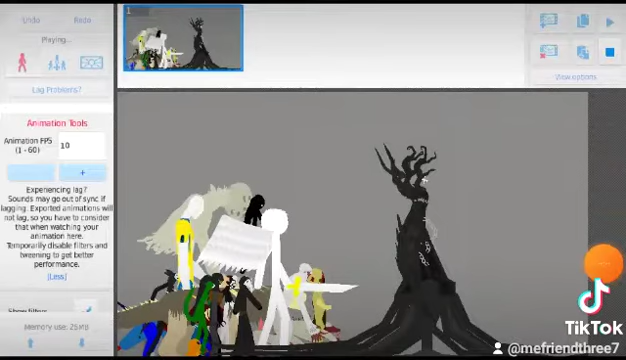 Undo Redo
1
Playing...
Lag Problems?
View options
Animation Tools
Animation FPS
(1 - 60)
10
+
Experiencing lag?
Sounds may go out of sync if
lagging. Exported animations will
not lag, so you have to consider
that when watching your
animation here.
Temporarily disable filters and
tweening to get better
performance.
[Less]
Show filters
Memory use: 25MB
TikTok
@mefriendthree7